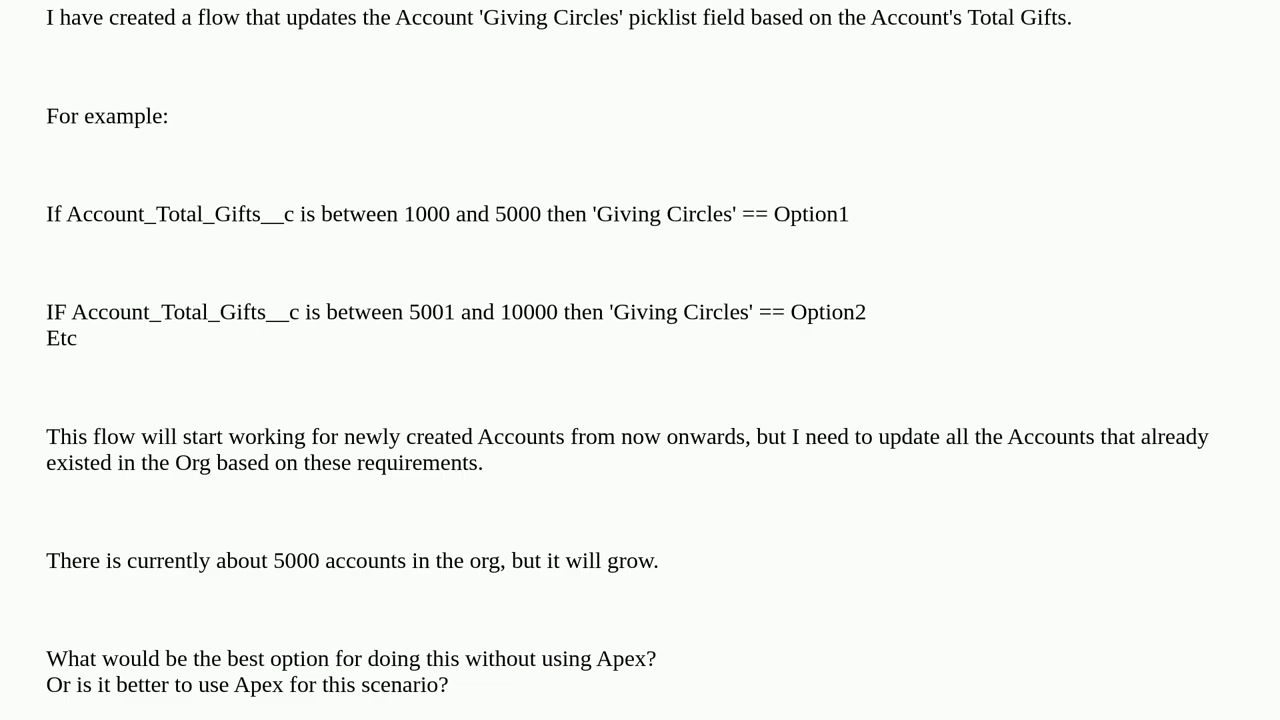 I have created a flow that updates the Account 'Giving Circles' picklist field based on the Account's Total Gifts.
For example:
If Account_Total_Gifts__c is between 1000 and 5000 then 'Giving Circles' == Option1
IF Account_Total_Gifts__c is between 5001 and 10000 then 'Giving Circles' == Option2
Etc
This flow will start working for newly created Accounts from now onwards, but I need to update all the Accounts that already
existed in the Org based on these requirements.
There is currently about 5000 accounts in the org, but it will grow.
What would be the best option for doing this without using Apex?
Or is it better to use Apex for this scenario?